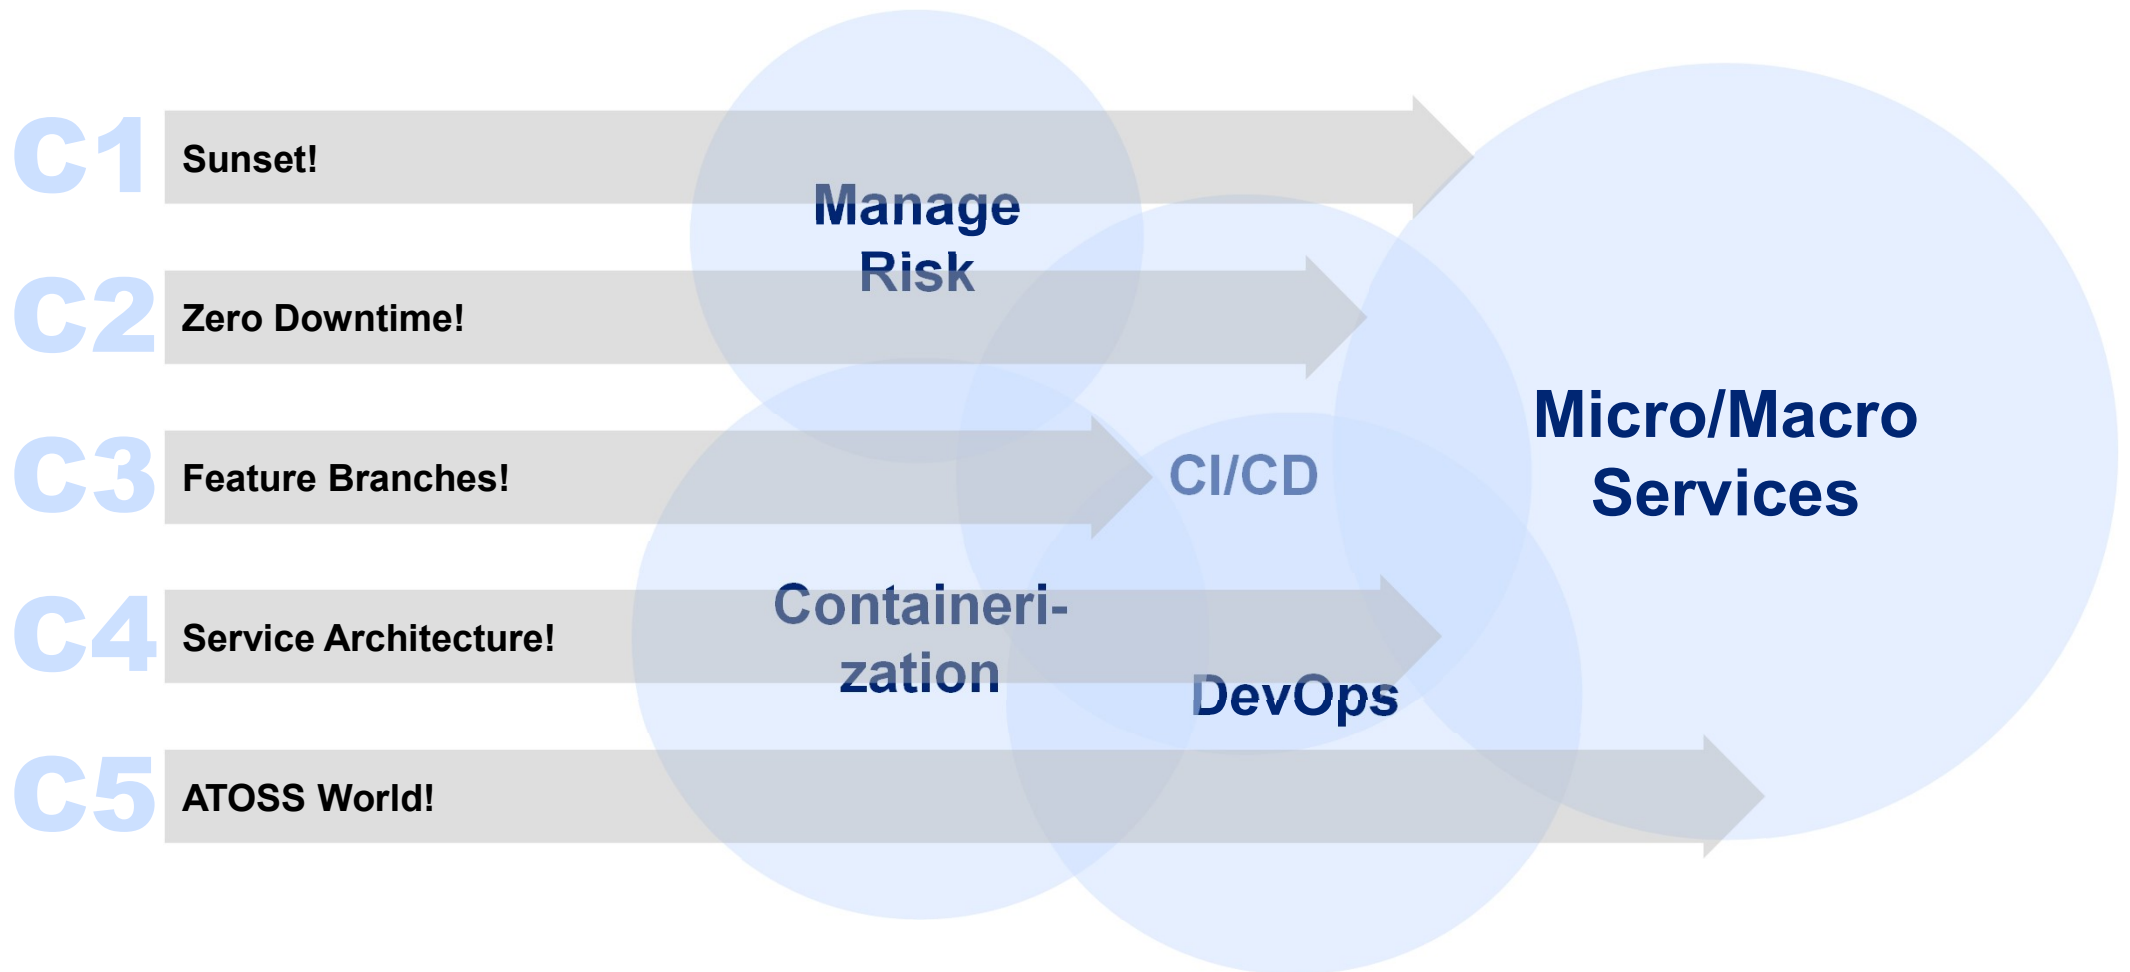 C1
Sunset!
Manage
Risk
C2
Zero Downtime!
Micro/Macro
Services
C3
Feature Branches!
CI/CD
C4
Service Architecture!
Containeri-
zation
DevOps
C5
ATOSS World!